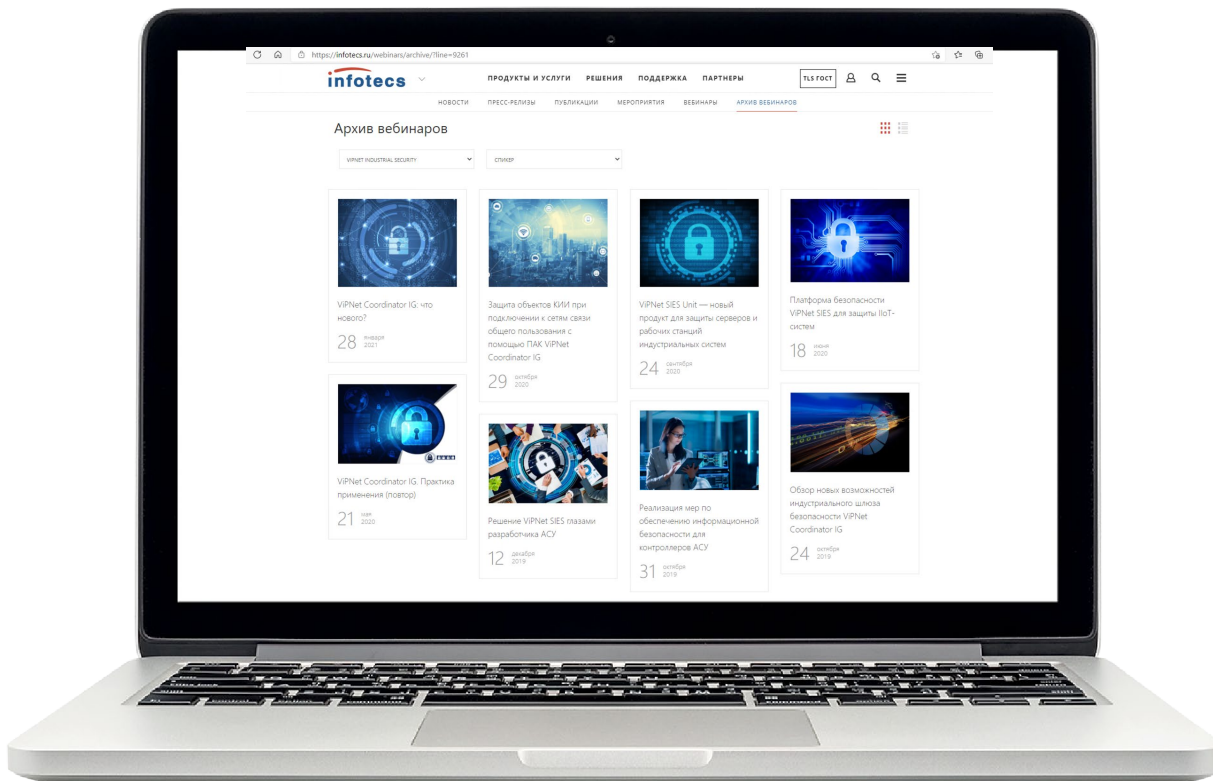 https://infotecs.ru/webinars/archive/?line=9261
infotecs
ПРОДУКТЫ И УСЛУГИ РЕШЕНИЯ ПОДДЕРЖКА ПАРТНЕРЫ
TLS ГОСТ
НОВОСТИ ПРЕСС-РЕЛИЗЫ ПУБЛИКАЦИИ МЕРОПРИЯТИЯ ВЕБИНАРЫ АРХИВ ВЕБИНАРОВ
Архив вебинаров
VIPNET INDUSTRIAL SECURITY
СПИКЕР
ViPNet Coordinator IG: что
нового?
28 января
2021
Защита объектов КИИ при
подключении к сетям связи
общего пользования с
помощью ПАК ViPNet
Coordinator IG
29 октября
2020
ViPNet SIES Unit — новый
продукт для защиты серверов и
рабочих станций
индустриальных систем
24 сентября
2020
Платформа безопасности
ViPNet SIES для защиты IIoT-
систем
18 июня
2020
ViPNet Coordinator IG. Практика
применения (повтор)
21 мая
2020
Решение ViPNet SIES глазами
разработчика АСУ
12 декабря
2019
Реализация мер по
обеспечению информационной
безопасности для
контроллеров АСУ
31 октября
2019
Обзор новых возможностей
индустриального шлюза
безопасности ViPNet
Coordinator IG
24 октября
2019